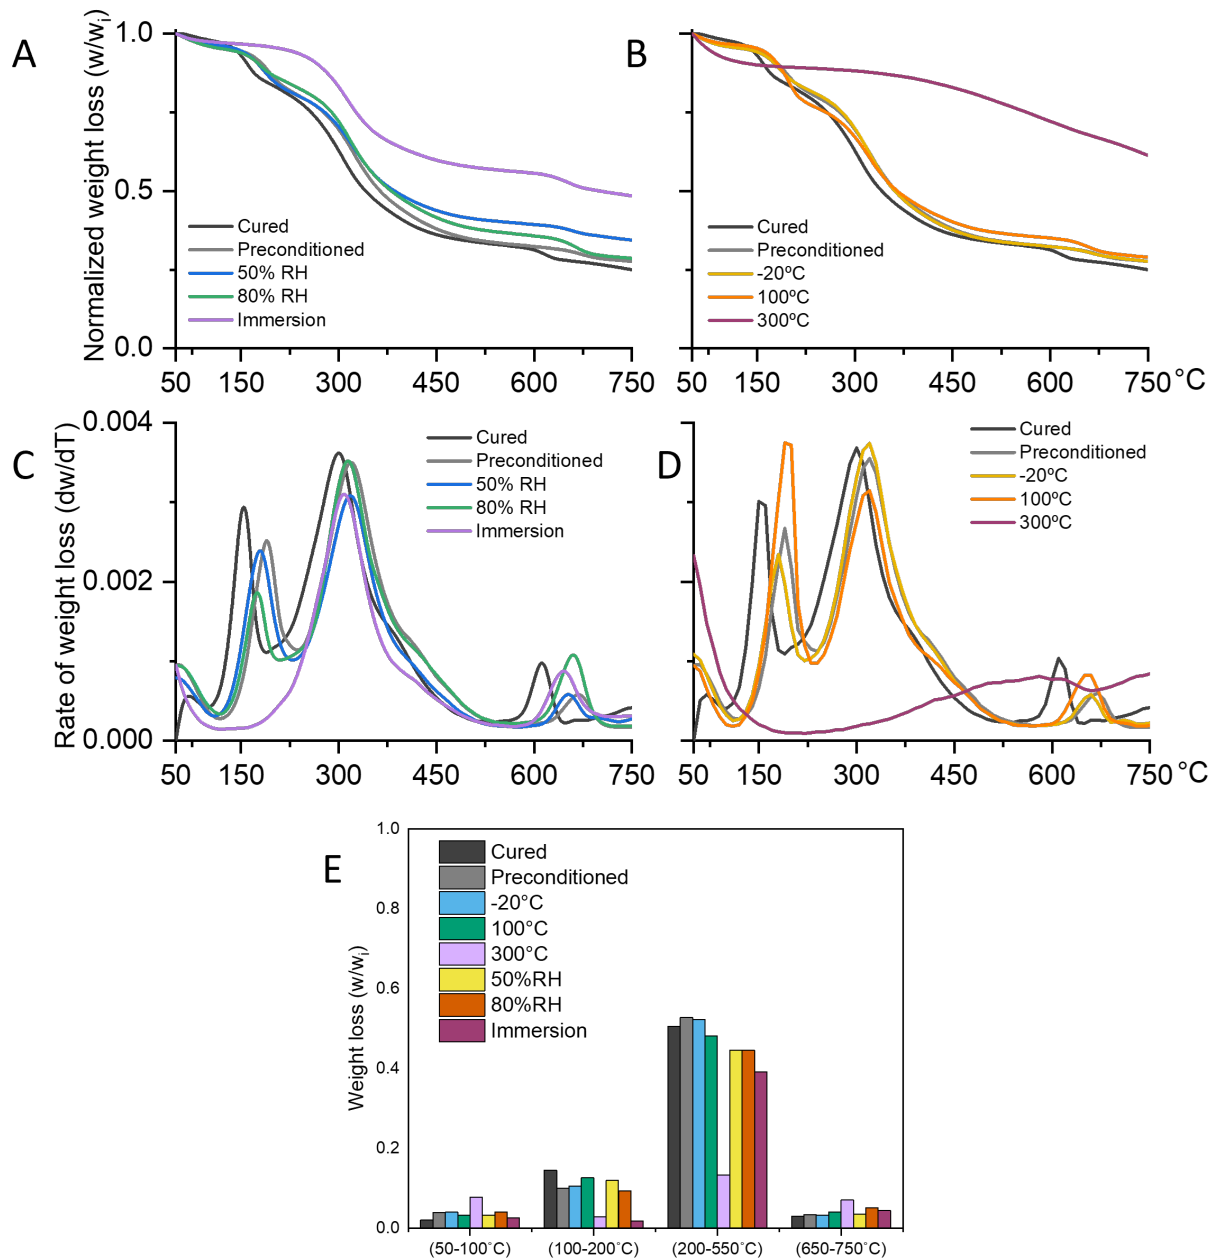 A
Normalized weight loss (w/wi)
1.0
0.5
0.0
Cured
Preconditioned
50% RH
80% RH
Immersion
50 150 300 450 600 750 °C
B
Cured
Preconditioned
-20ºC
100ºC
300ºC
50 150 300 450 600 750 °C
C
Rate of weight loss (dw/dT)
0.004
0.002
0.000
Cured
Preconditioned
50% RH
80% RH
Immersion
50 150 300 450 600 750 °C
D
Cured
Preconditioned
-20ºC
100ºC
300ºC
50 150 300 450 600 750
E
Weight loss (w/wi)
1.0
0.8
0.6
0.4
0.2
0.0
Cured
Preconditioned
-20°C
100°C
300°C
50%RH
80%RH
Immersion
(50-100°C) (100-200°C) (200-550°C) (650-750°C)